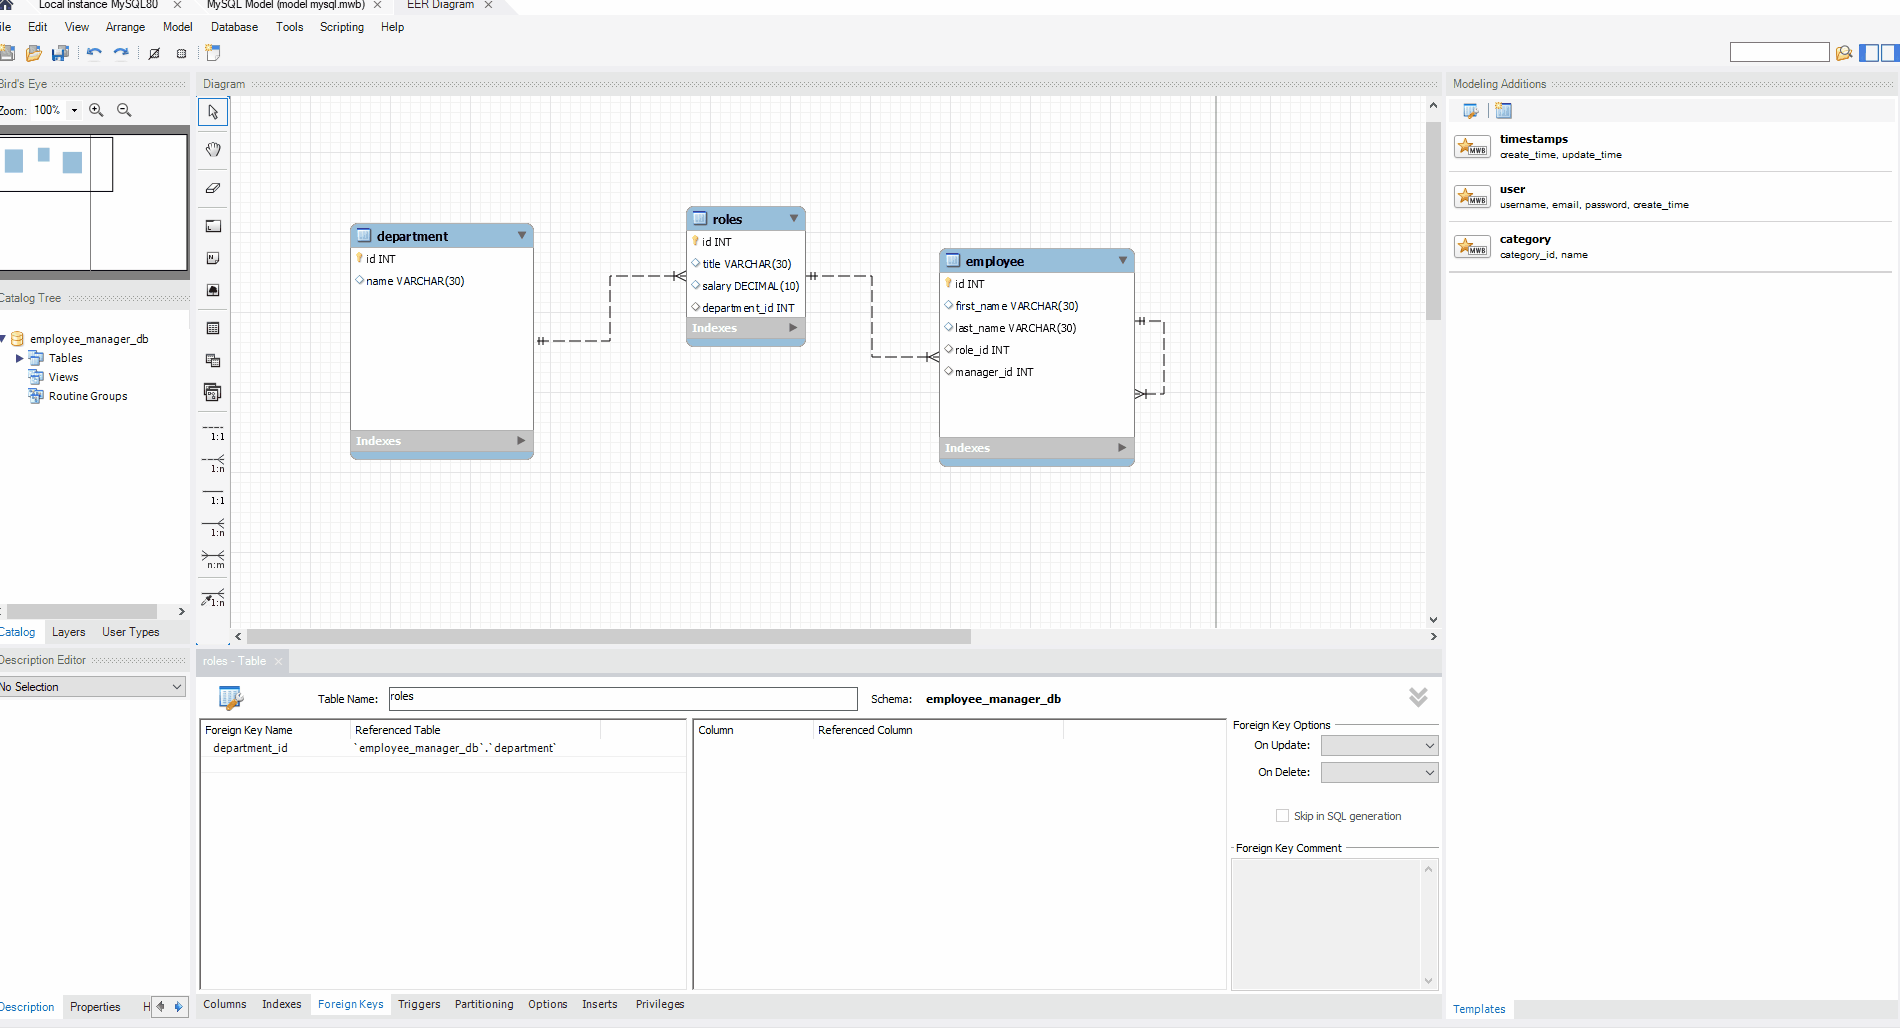 Local instance MySQL80
MySQL Model (model mysql.mwb)
EER Diagram
ile Edit View Arrange Model Database Tools Scripting Help
Bird's Eye
Zoom: 100%
Catalog Tree
employee_manager_db
Tables
Views
Routine Groups
Catalog Layers User Types
Description Editor
No Selection
Description Properties H
Diagram
1:1
1:n
1:1
1:n
n:m
1:n
department
id INT
name VARCHAR(30)
Indexes
roles
id INT
title VARCHAR(30)
salary DECIMAL(10)
department_id INT
Indexes
employee
id INT
first_name VARCHAR(30)
last_name VARCHAR(30)
role_id INT
manager_id INT
Indexes
roles - Table
Table Name: roles
Schema: employee_manager_db
Foreign Key Name Referenced Table
department_id `employee_manager_db`.`department`
Column Referenced Column
Foreign Key Options
On Update:
On Delete:
Skip in SQL generation
Foreign Key Comment
Columns Indexes Foreign Keys Triggers Partitioning Options Inserts Privileges
Modeling Additions
MWB
timestamps
create_time, update_time
MWB
user
username, email, password, create_time
MWB
category
category_id, name
Templates